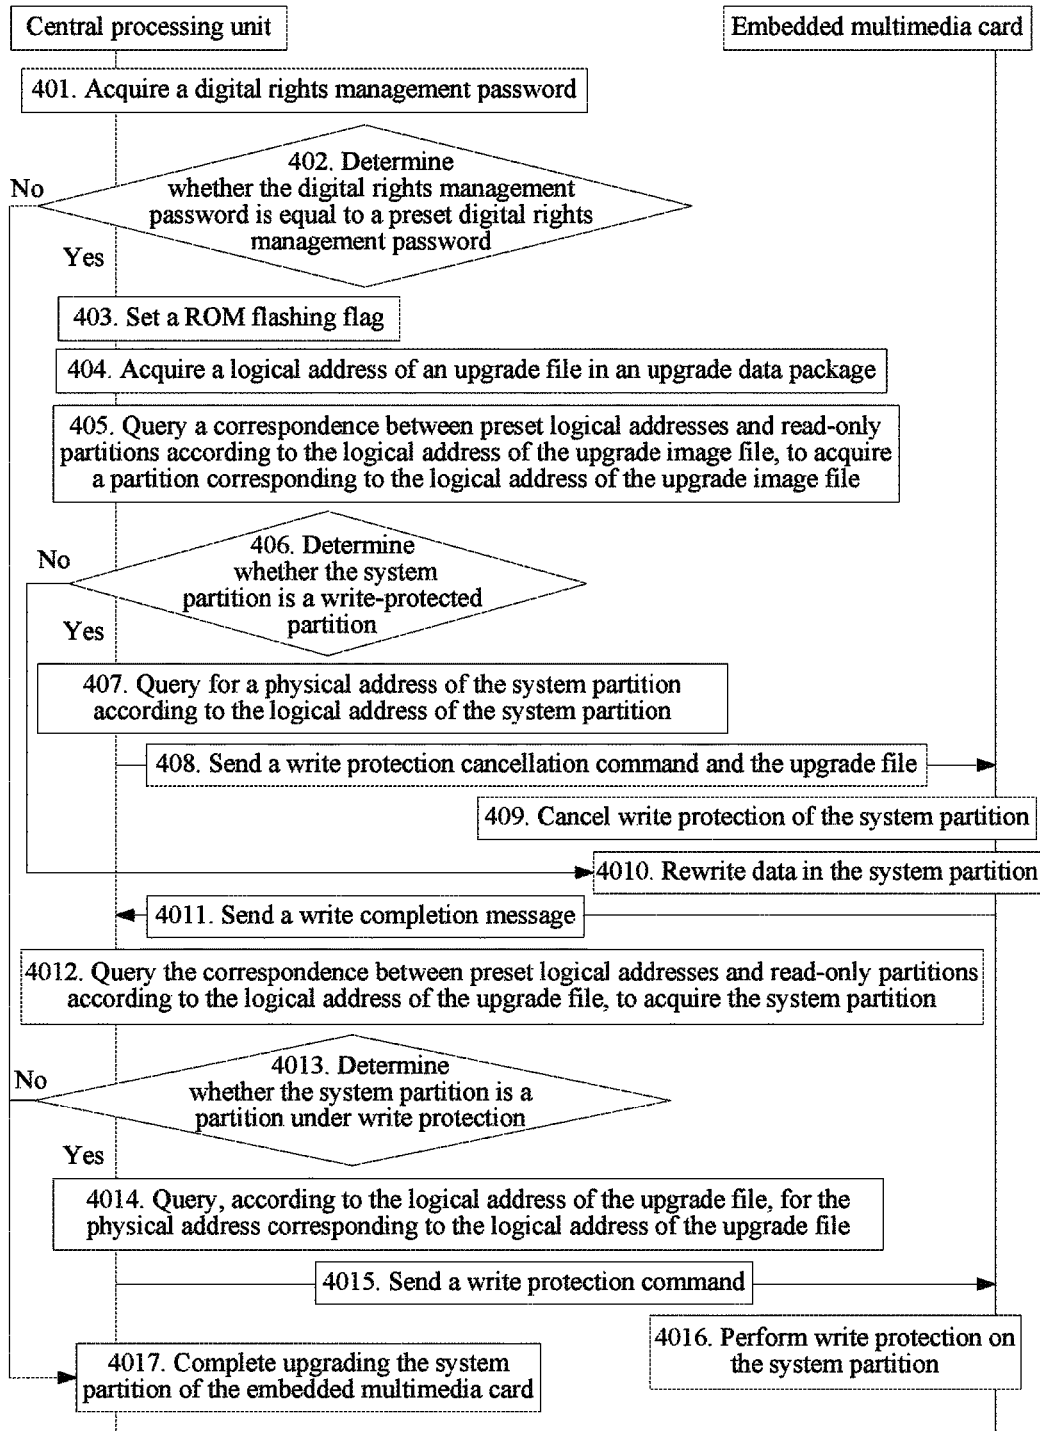 Central processing unit
Embedded multimedia card
401. Acquire a digital rights management password
402. Determine
whether the digital rights management
password is equal to a preset digital rights
management password
No
Yes
403. Set a ROM flashing flag
404. Acquire a logical address of an upgrade file in an upgrade data package
405. Query a correspondence between preset logical addresses and read-only
partitions according to the logical address of the upgrade image file, to acquire
a partition corresponding to the logical address of the upgrade image file
406. Determine
whether the system
partition is a write-protected
partition
No
Yes
407. Query for a physical address of the system partition
according to the logical address of the system partition
408. Send a write protection cancellation command and the upgrade file
409. Cancel write protection of the system partition
4010. Rewrite data in the system partition
4011. Send a write completion message
4012. Query the correspondence between preset logical addresses and read-only partitions
according to the logical address of the upgrade file, to acquire the system partition
4013. Determine
whether the system partition is a
partition under write protection
No
Yes
4014. Query, according to the logical address of the upgrade file, for the
physical address corresponding to the logical address of the upgrade file
4015. Send a write protection command
4016. Perform write protection on
the system partition
4017. Complete upgrading the system
partition of the embedded multimedia card